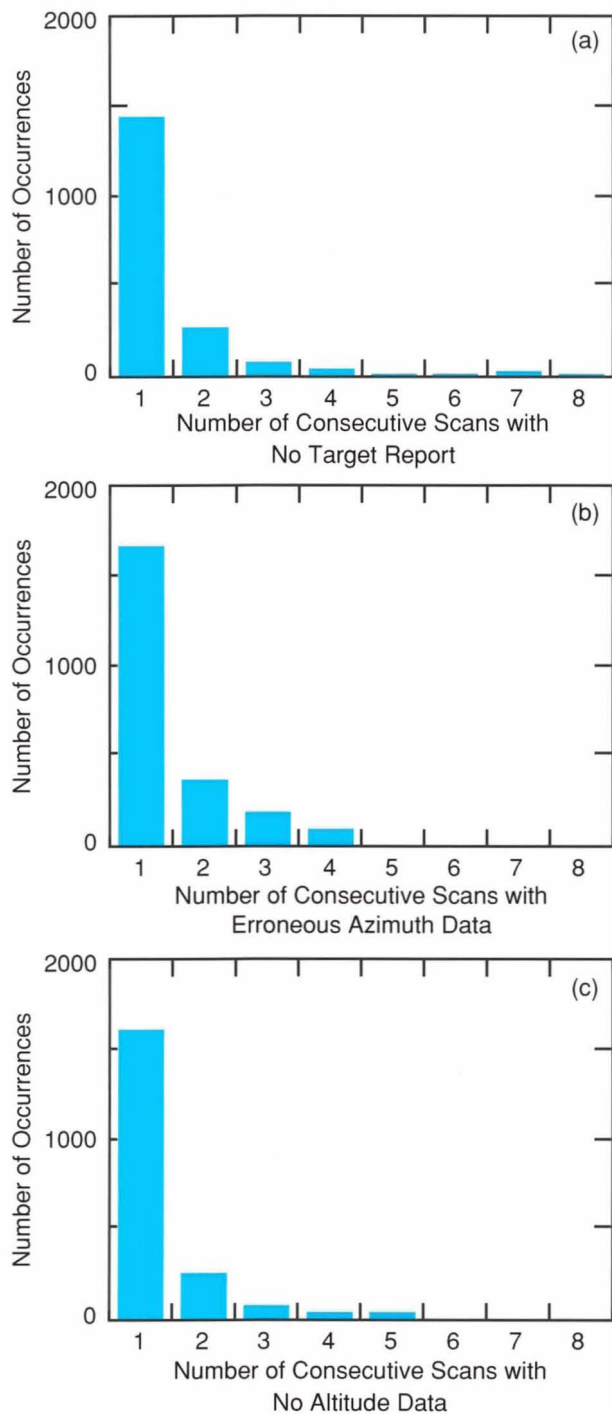 2000
(a)
Number of Occurrences
1000
0
1 2 3 4 5 6 7 8
Number of Consecutive Scans with
No Target Report
2000
(b)
Number of Occurrences
1000
0
1 2 3 4 5 6 7 8
Number of Consecutive Scans with
Erroneous Azimuth Data
2000
(c)
Number of Occurrences
1000
0
1 2 3 4 5 6 7 8
Number of Consecutive Scans with
No Altitude Data